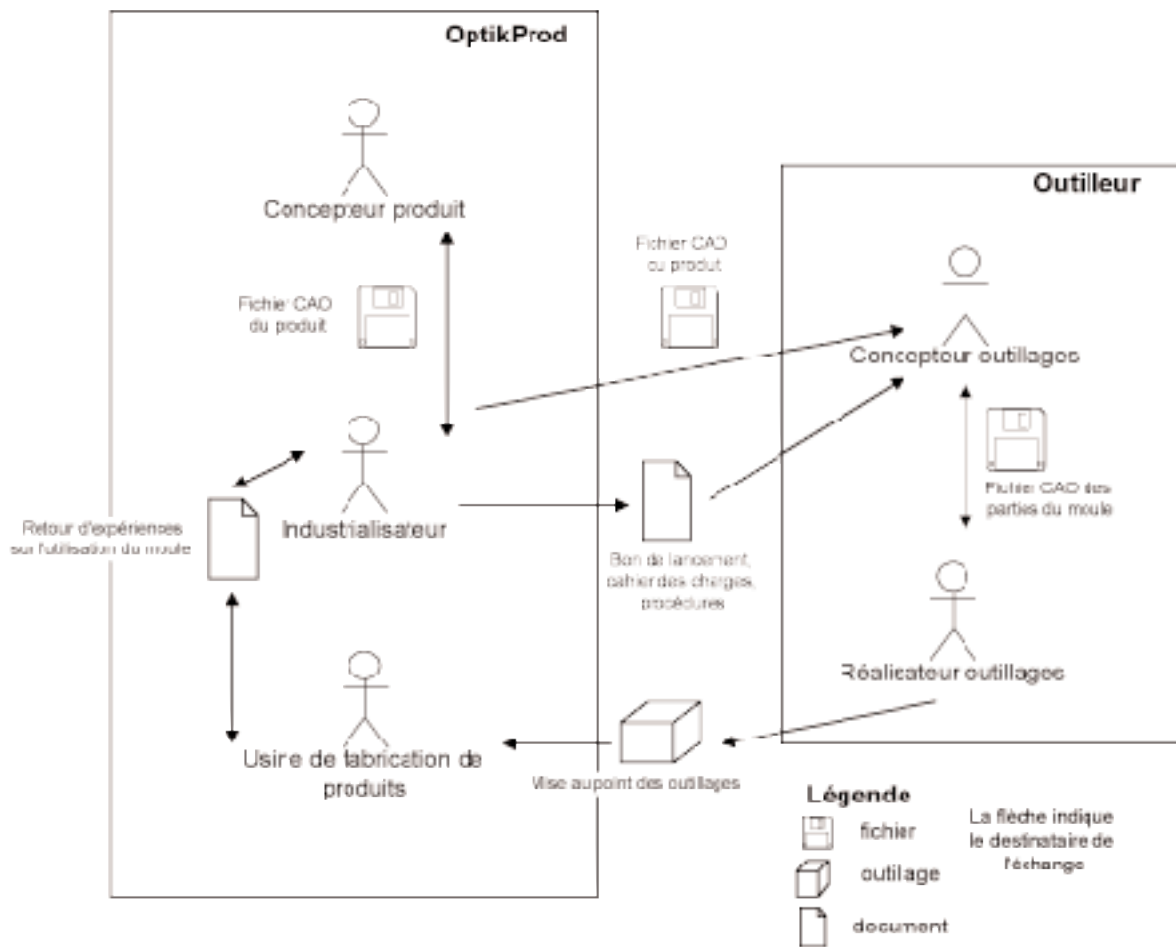 OptikProd
Concepteur produit
Fichier CAO
du produit
Industrialisateur
Retour d'expériences
sur l'utilisation du moule
Usine de fabrication de
produits
Fichier CAO
du produit
Bon de lancement,
cahier des charges,
procédures
Mise au point des outillages
Outilleur
Concepteur outillages
Fichier CAO des
parties du moule
Réalisateur outillages
Légende
fichier
outilage
document
La flèche indique
le destinataire de
l'échange